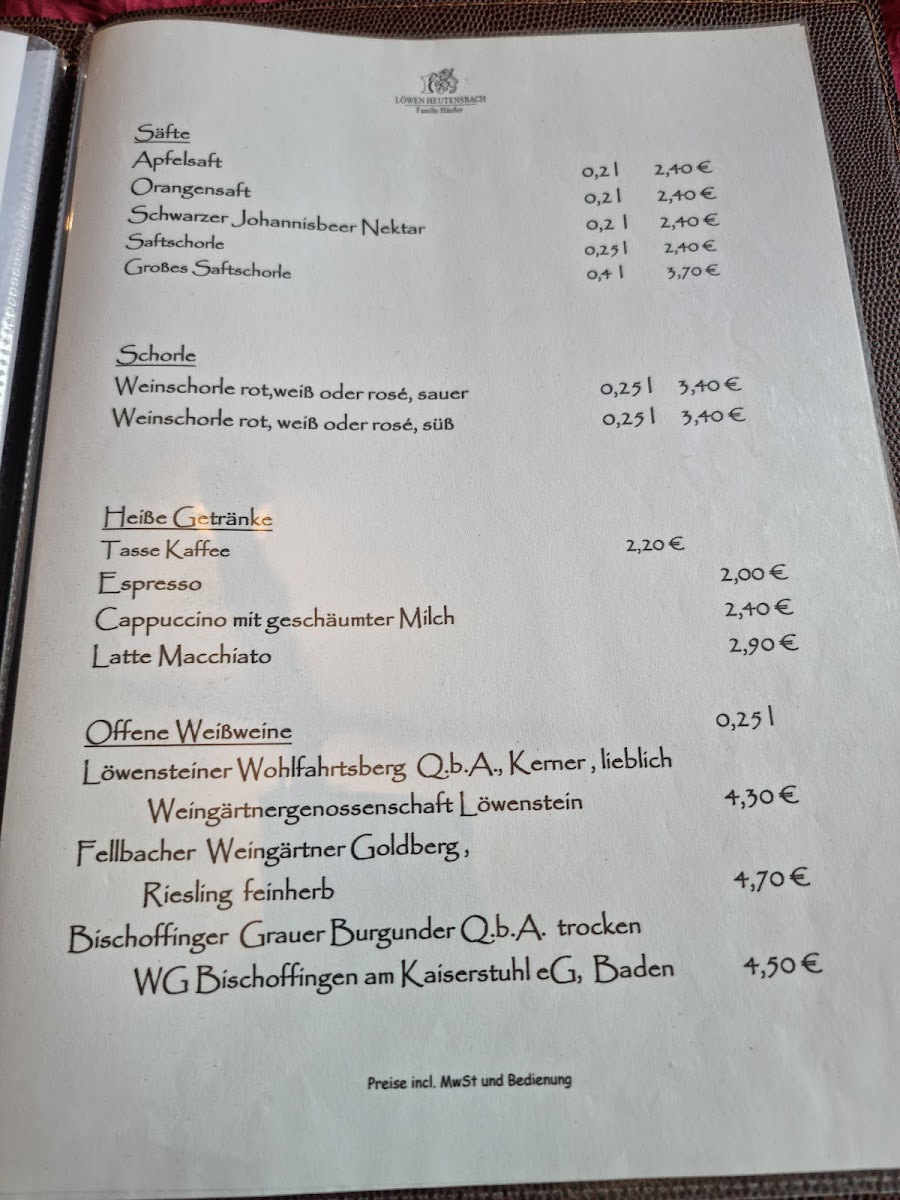 LÖWEN HEUTENSBACH
Familie Häußer
Säfte
Apfelsaft 0,2 l 2,40 €
Orangensaft 0,2 l 2,40 €
Schwarzer Johannisbeer Nektar 0,2 l 2,40 €
Saftschorle 0,25 l 2,40 €
Großes Saftschorle 0,4 l 3,70 €
Schorle
Weinschorle rot,weiß oder rosé, sauer 0,25 l 3,40 €
Weinschorle rot, weiß oder rosé, süß 0,25 l 3,40 €
Heiße Getränke
Tasse Kaffee 2,20 €
Espresso 2,00 €
Cappuccino mit geschäumter Milch 2,40 €
Latte Macchiato 2,90 €
Offene Weißweine 0,25 l
Löwensteiner Wohlfahrtsberg Q.b.A., Kerner , lieblich
Weingärtnergenossenschaft Löwenstein 4,30 €
Fellbacher Weingärtner Goldberg ,
Riesling feinherb 4,70 €
Bischoffinger Grauer Burgunder Q.b.A. trocken
WG Bischoffingen am Kaiserstuhl eG, Baden 4,50 €
Preise incl. MwSt und Bedienung